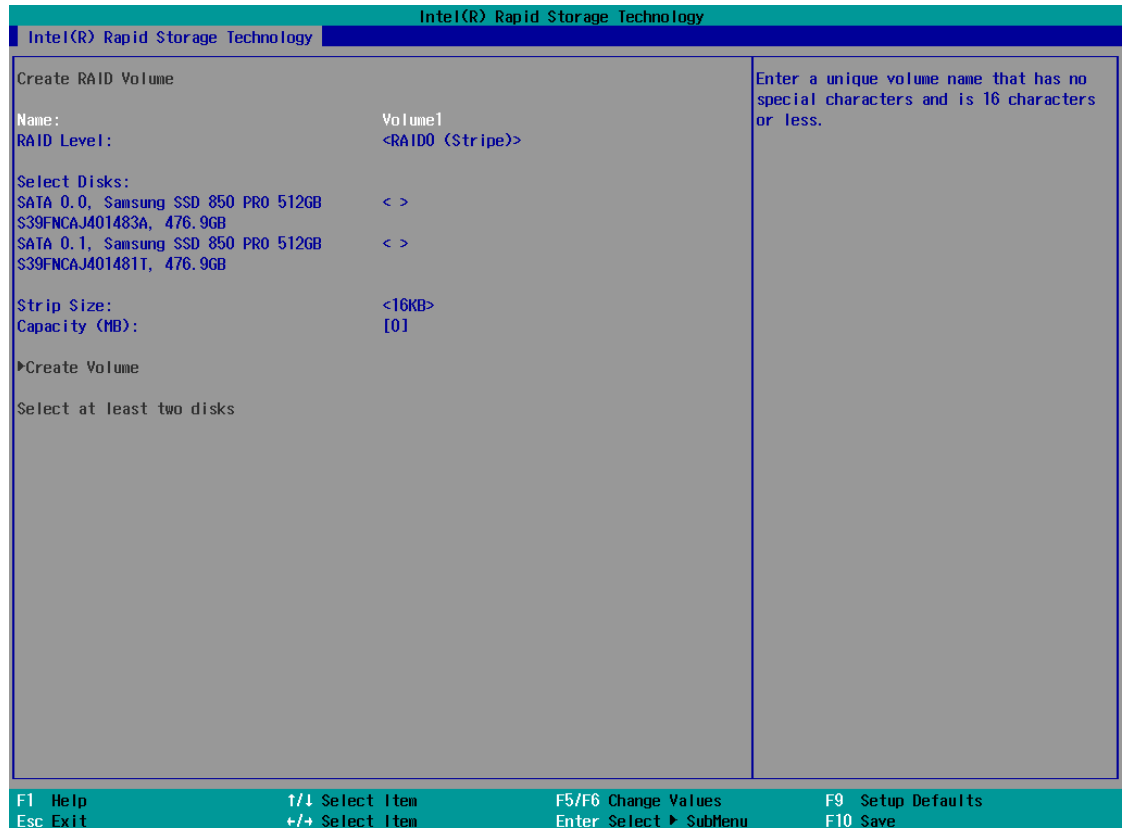 Intel(R) Rapid Storage Technology
Intel(R) Rapid Storage Technology
Create RAID Volume
Name: Volume1
RAID Level: <RAID0 (Stripe)>
Select Disks:
SATA 0.0, Samsung SSD 850 PRO 512GB < >
S39FNCAJ401483A, 476.9GB
SATA 0.1, Samsung SSD 850 PRO 512GB < >
S39FNCAJ401481T, 476.9GB
Strip Size: <16KB>
Capacity (MB): [0]
▶Create Volume
Select at least two disks
Enter a unique volume name that has no
special characters and is 16 characters
or less.
F1 Help ↑/↓ Select Item F5/F6 Change Values F9 Setup Defaults
Esc Exit ←/→ Select Item Enter Select ▶ SubMenu F10 Save